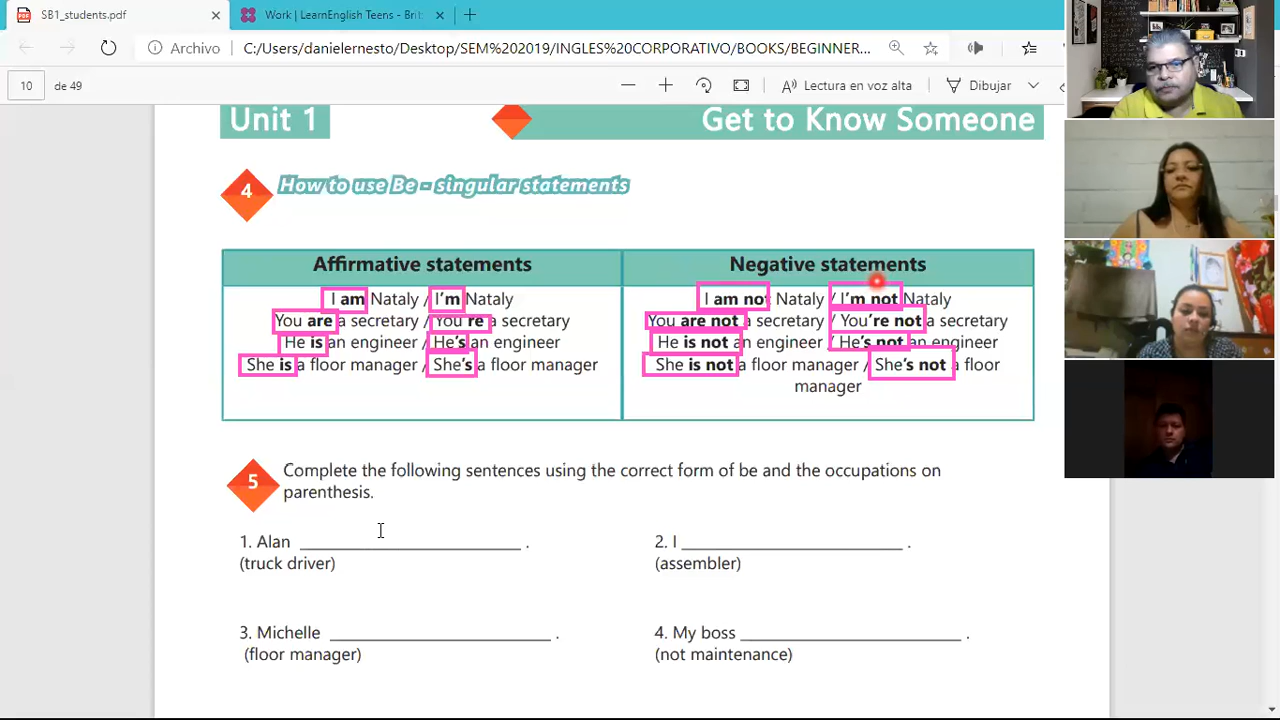 SB1_students.pdf
Work | LearnEnglish Teens - Brit
Archivo C:/Users/danielernesto/Desktop/SEM%202019/INGLES%20CORPORATIVO/BOOKS/BEGINNER...
10 de 49 Lectura en voz alta Dibujar
Unit 1 Get to Know Someone
4 How to use Be - singular statements
Affirmative statements Negative statements
I am Nataly / I'm Nataly I am not Nataly / I'm not Nataly
You are a secretary / You're a secretary You are not a secretary / You're not a secretary
He is an engineer / He's an engineer He is not an engineer / He's not an engineer
She is a floor manager / She's a floor manager She is not a floor manager / She's not a floor
manager
5 Complete the following sentences using the correct form of be and the occupations on
parenthesis.
1. Alan ______________________ . 2. I ______________________ .
(truck driver) (assembler)
3. Michelle ______________________ . 4. My boss ______________________ .
(floor manager) (not maintenance)